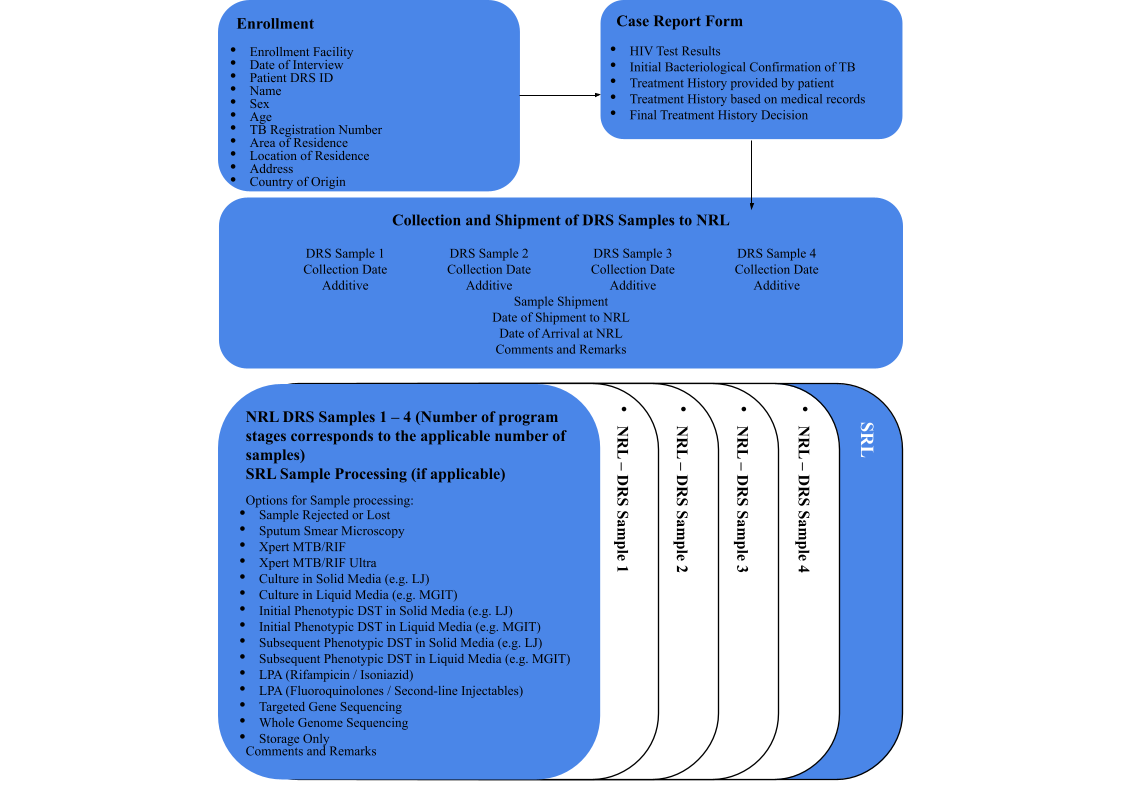 Enrollment
• Enrollment Facility
• Date of Interview
• Patient DRS ID
• Name
• Sex
• Age
• TB Registration Number
• Area of Residence
• Location of Residence
• Address
• Country of Origin
Case Report Form
• HIV Test Results
• Initial Bacteriological Confirmation of TB
• Treatment History provided by patient
• Treatment History based on medical records
• Final Treatment History Decision
Collection and Shipment of DRS Samples to NRL
DRS Sample 1 DRS Sample 2 DRS Sample 3 DRS Sample 4
Collection Date Collection Date Collection Date Collection Date
Additive Additive Additive Additive
Sample Shipment
Date of Shipment to NRL
Date of Arrival at NRL
Comments and Remarks
NRL DRS Samples 1 – 4 (Number of program
stages corresponds to the applicable number of
samples)
SRL Sample Processing (if applicable)
Options for Sample processing:
• Sample Rejected or Lost
• Sputum Smear Microscopy
• Xpert MTB/RIF
• Xpert MTB/RIF Ultra
• Culture in Solid Media (e.g. LJ)
• Culture in Liquid Media (e.g. MGIT)
• Initial Phenotypic DST in Solid Media (e.g. LJ)
• Initial Phenotypic DST in Liquid Media (e.g. MGIT)
• Subsequent Phenotypic DST in Solid Media (e.g. LJ)
• Subsequent Phenotypic DST in Liquid Media (e.g. MGIT)
• LPA (Rifampicin / Isoniazid)
• LPA (Fluoroquinolones / Second-line Injectables)
• Targeted Gene Sequencing
• Whole Genome Sequencing
• Storage Only
Comments and Remarks
• NRL – DRS Sample 1
• NRL – DRS Sample 2
• NRL – DRS Sample 3
• NRL – DRS Sample 4
SRL